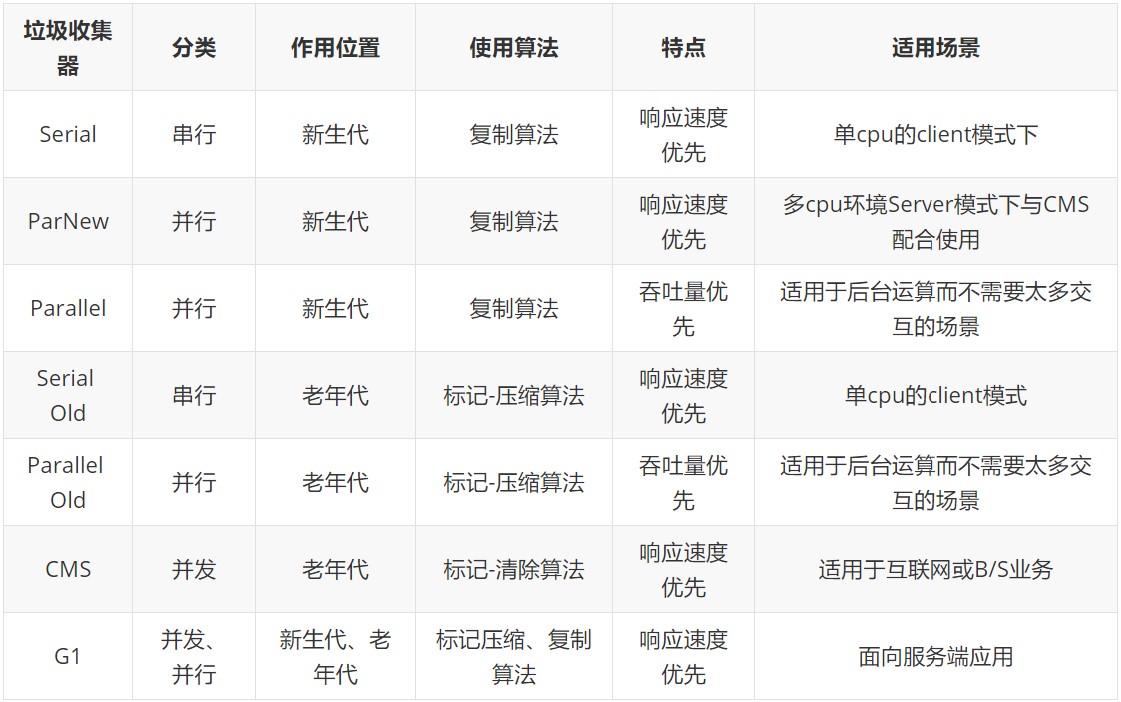 垃圾收集
器
分类
作用位置
使用算法
特点
适用场景
Serial
串行
新生代
复制算法
响应速度
优先
单cpu的client模式下
ParNew
并行
新生代
复制算法
响应速度
优先
多cpu环境Server模式下与CMS
配合使用
Parallel
并行
新生代
复制算法
吞吐量优
先
适用于后台运算而不需要太多交
互的场景
Serial
Old
串行
老年代
标记-压缩算法
响应速度
优先
单cpu的client模式
Parallel
Old
并行
老年代
标记-压缩算法
吞吐量优
先
适用于后台运算而不需要太多交
互的场景
CMS
并发
老年代
标记-清除算法
响应速度
优先
适用于互联网或B/S业务
G1
并发、
并行
新生代、老
年代
标记压缩、复制
算法
响应速度
优先
面向服务端应用